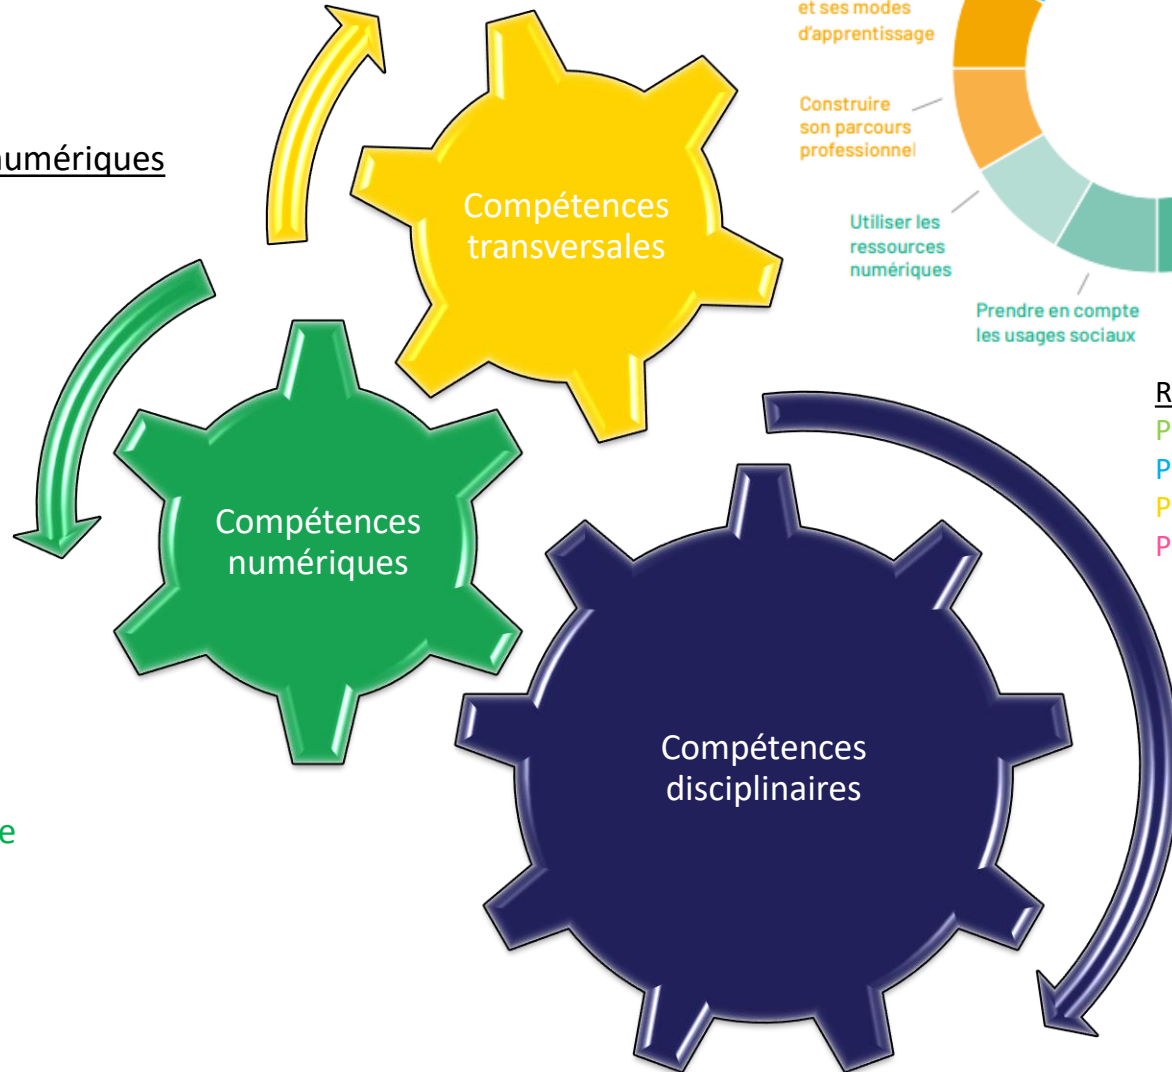 et ses modes
d'apprentissage
Construire
son parcours
professionnel
Utiliser les
ressources
numériques
Prendre en compte
les usages sociaux
numériques
Compétences
transversales
Compétences
numériques
Compétences
disciplinaires
R
P
P
P
P
e